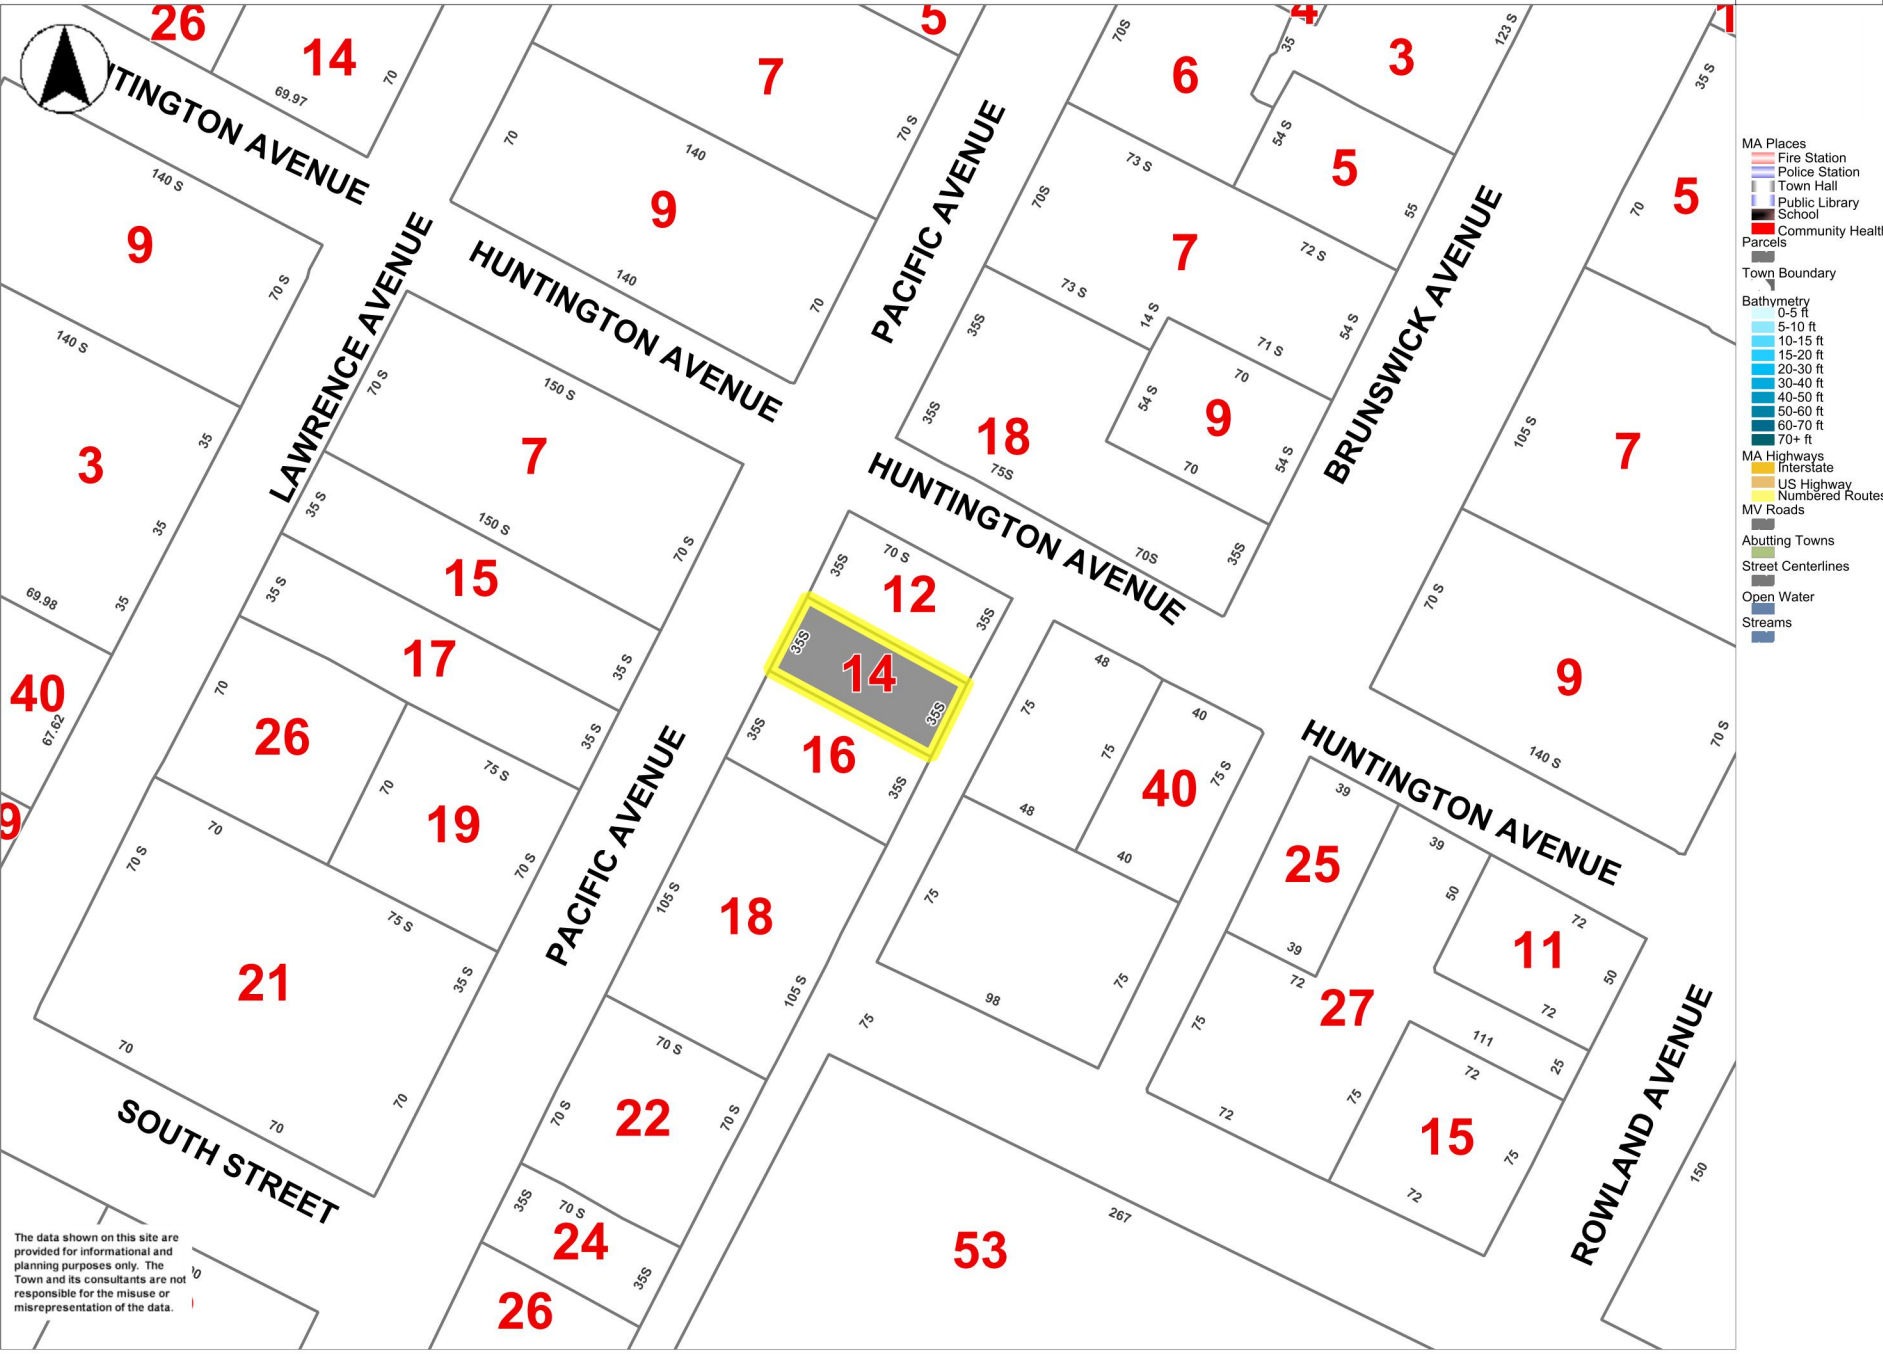 26
14
69.97
70
NTINGTON AVENUE
140 S
9
70 S
140 S
3
35
35
35
69.98
40
67.62
9
LAWRENCE AVENUE
5
7
70
140
70 S
9
140
70
HUNTINGTON AVENUE
PACIFIC AVENUE
70S
6
35
4
3
123 S
54 S
5
73 S
55
70S
7
72 S
73 S
14 S
54 S
71 S
70
35S
35S
18
75S
54 S
9
70
54 S
70S
35S
HUNTINGTON AVENUE
BRUNSWICK AVENUE
35 S
70
5
105 S
7
70 S
9
140 S
70 S
70 S
150 S
7
35 S
150 S
70 S
15
35 S
17
35 S
35 S
70
26
70
75 S
19
70 S
70
70 S
75 S
35 S
21
70
70
70
SOUTH STREET
PACIFIC AVENUE
35S
70 S
12
35S
35S
14
35S
35S
16
35S
105 S
18
105 S
70 S
70 S
22
70 S
35S
70 S
24
35S
26
48
75
75
40
40
75 S
48
40
75
98
75
75
53
267
HUNTINGTON AVENUE
39
25
39
39
50
72
11
50
72
72
27
75
111
25
72
75
15
72
75
72
ROWLAND AVENUE
150
The data shown on this site are
provided for informational and
planning purposes only. The
Town and its consultants are not
responsible for the misuse or
misrepresentation of the data.
MA Places
Fire Station
Police Station
Town Hall
Public Library
School
Community Healt
Parcels
Town Boundary
Bathymetry
0-5 ft
5-10 ft
10-15 ft
15-20 ft
20-30 ft
30-40 ft
40-50 ft
50-60 ft
60-70 ft
70+ ft
MA Highways
Interstate
US Highway
Numbered Routes
MV Roads
Abutting Towns
Street Centerlines
Open Water
Streams